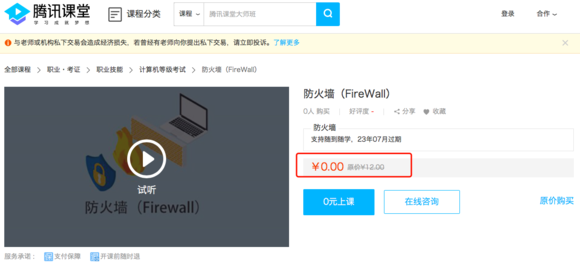 腾讯课堂
学习成就梦想
课程分类
课程
腾讯课堂大师班
登录
合作
与老师或机构私下交易会造成经济损失，若曾经有老师向你提出私下交易，请立即投诉。了解更多
全部课程 > 职业·考证 > 职业技能 > 计算机等级考试 > 防火墙（FireWall）
防火墙（FireWall）
0人 购买
好评度 -
分享
收藏
防火墙
支持随到随学，23年07月过期
¥0.00 原价¥12.00
试听
防火墙（FireWall）
0元上课
在线咨询
原价购买
服务承诺：
支付保障
开课前随时退